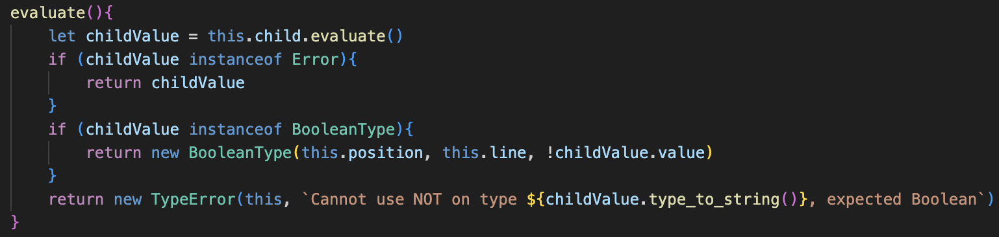 evaluate(){
    let childValue = this.child.evaluate()
    if (childValue instanceof Error){
        return childValue
    }
    if (childValue instanceof BooleanType){
        return new BooleanType(this.position, this.line, !childValue.value)
    }
    return new TypeError(this, `Cannot use NOT on type ${childValue.type_to_string()}, expected Boolean`)
}